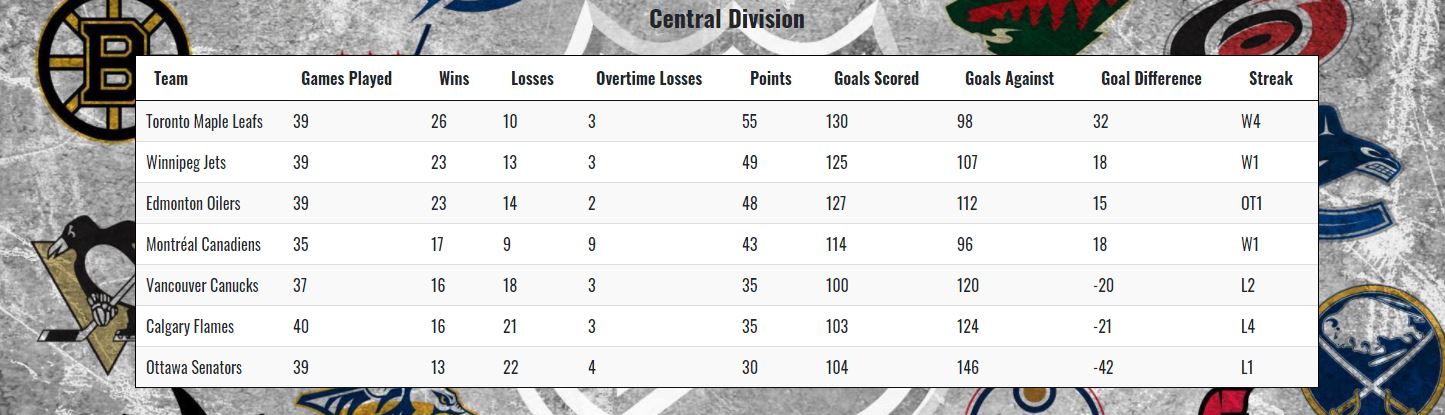 Central Division
Team Games Played Wins Losses Overtime Losses Points Goals Scored Goals Against Goal Difference Streak
Toronto Maple Leafs 39 26 10 3 55 130 98 32 W4
Winnipeg Jets 39 23 13 3 49 125 107 18 W1
Edmonton Oilers 39 23 14 2 48 127 112 15 OT1
Montréal Canadiens 35 17 9 9 43 114 96 18 W1
Vancouver Canucks 37 16 18 3 35 100 120 -20 L2
Calgary Flames 40 16 21 3 35 103 124 -21 L4
Ottawa Senators 39 13 22 4 30 104 146 -42 L1
B